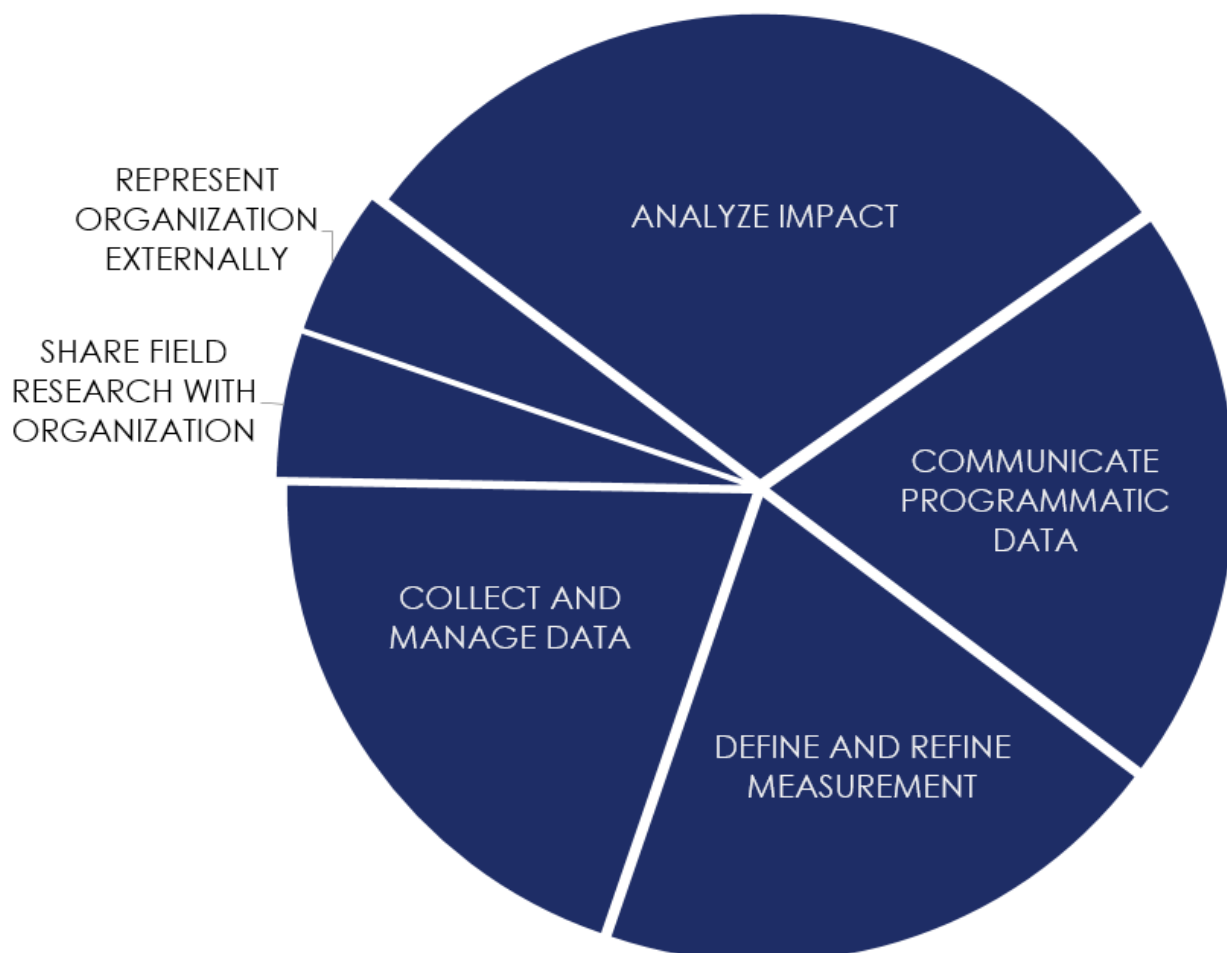 ANALYZE IMPACT
COMMUNICATE
PROGRAMMATIC
DATA
DEFINE AND REFINE
MEASUREMENT
COLLECT AND
MANAGE DATA
SHARE FIELD
RESEARCH WITH
ORGANIZATION
REPRESENT
ORGANIZATION
EXTERNALLY